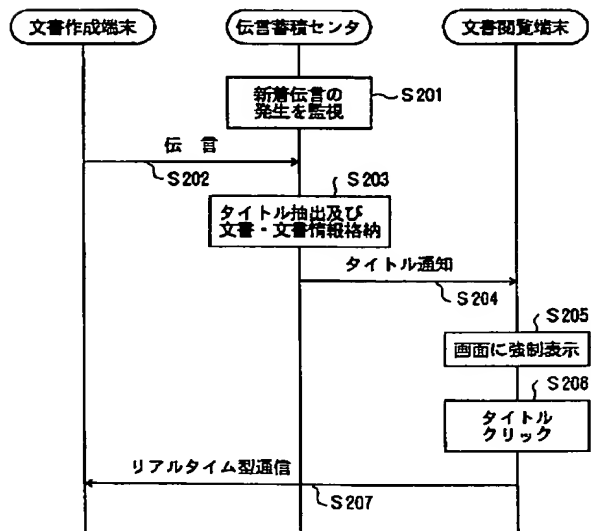 文書作成端末
伝言蓄積センタ
文書閲覧端末
新着伝言の
発生を監視
S201
伝言
S202
S203
タイトル抽出及び
文書・文書情報格納
タイトル通知
S204
S205
画面に強制表示
S206
タイトル
クリック
リアルタイム型通信
S207